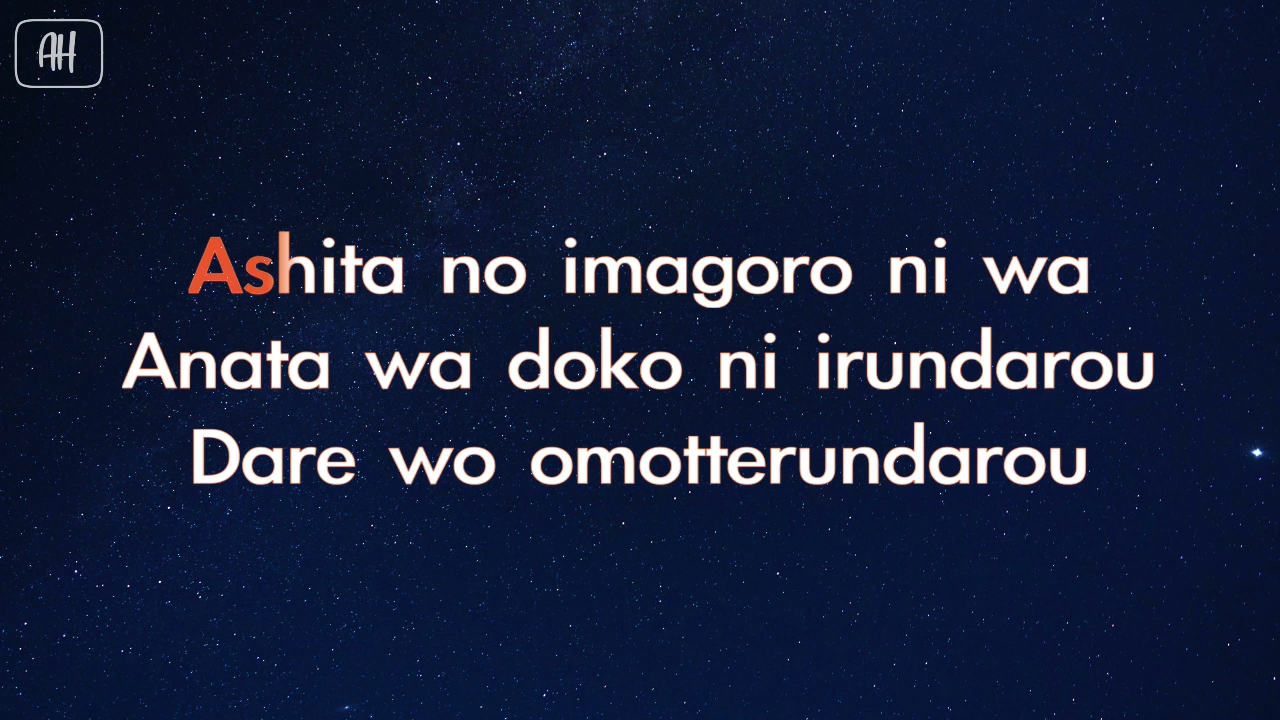 AH
Ashita no imagoro ni wa
Anata wa doko ni irundarou
Dare wo omotterundarou